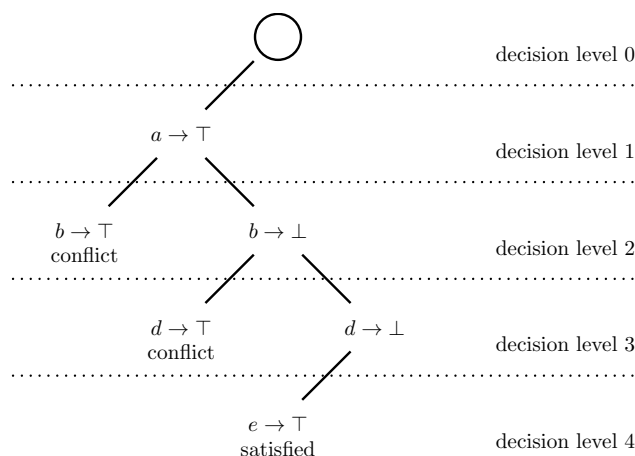 decision level 0
a → ⊤
decision level 1
b → ⊤
conflict
b → ⊥
decision level 2
d → ⊤
conflict
d → ⊥
decision level 3
e → ⊤
satisfied
decision level 4